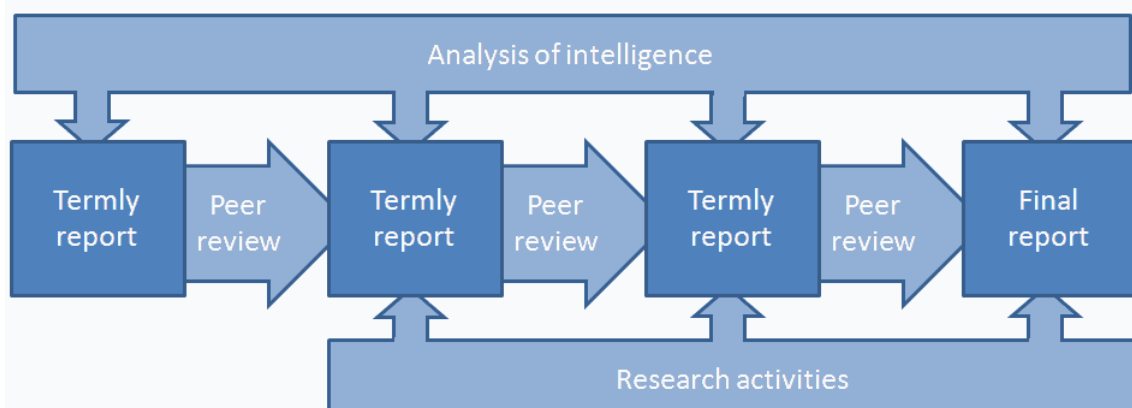 Analysis of intelligence
Termly
report
Peer
review
Termly
report
Peer
review
Termly
report
Peer
review
Final
report
Research activities